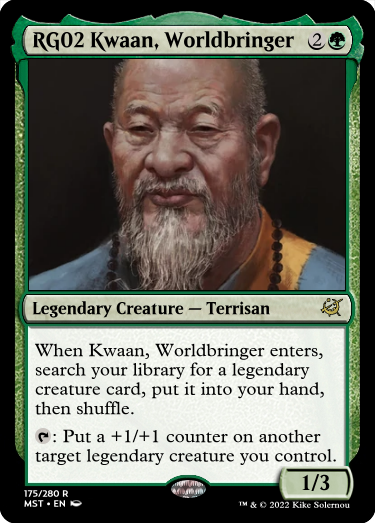 RG02 Kwaan, Worldbringer 2
Legendary Creature — Terrisan
When Kwaan, Worldbringer enters,
search your library for a legendary
creature card, put it into your hand,
then shuffle.
: Put a +1/+1 counter on another
target legendary creature you control.
1/3
175/280 R
MST • EN
™ & © 2022 Kike Solernou